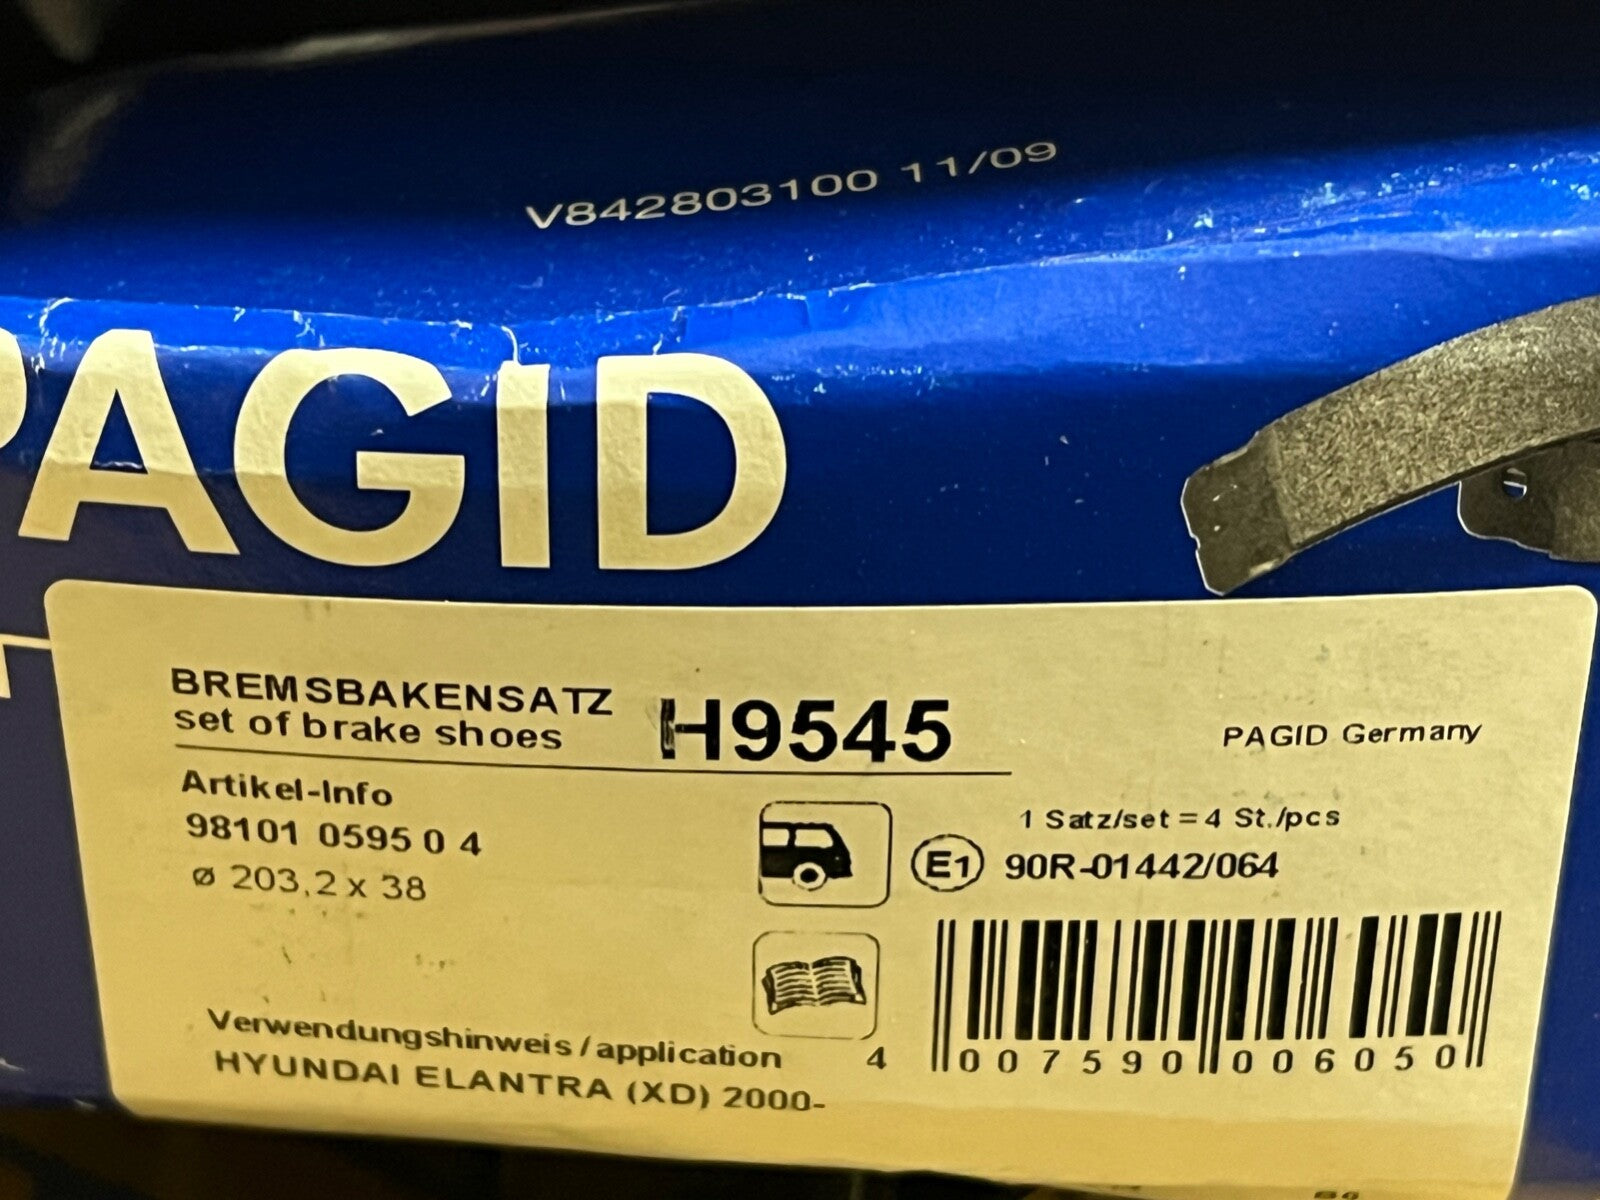 V842803100 11/09
PAGID
BREMSBAKENSATZ
set of brake shoes
H9545
PAGID Germany
Artikel-Info
98101 0595 0 4
ø 203,2 x 38
1 Satz/set = 4 St./pcs
E1 90R-01442/064
Verwendungshinweis / application
HYUNDAI ELANTRA (XD) 2000-
4 007590 006050